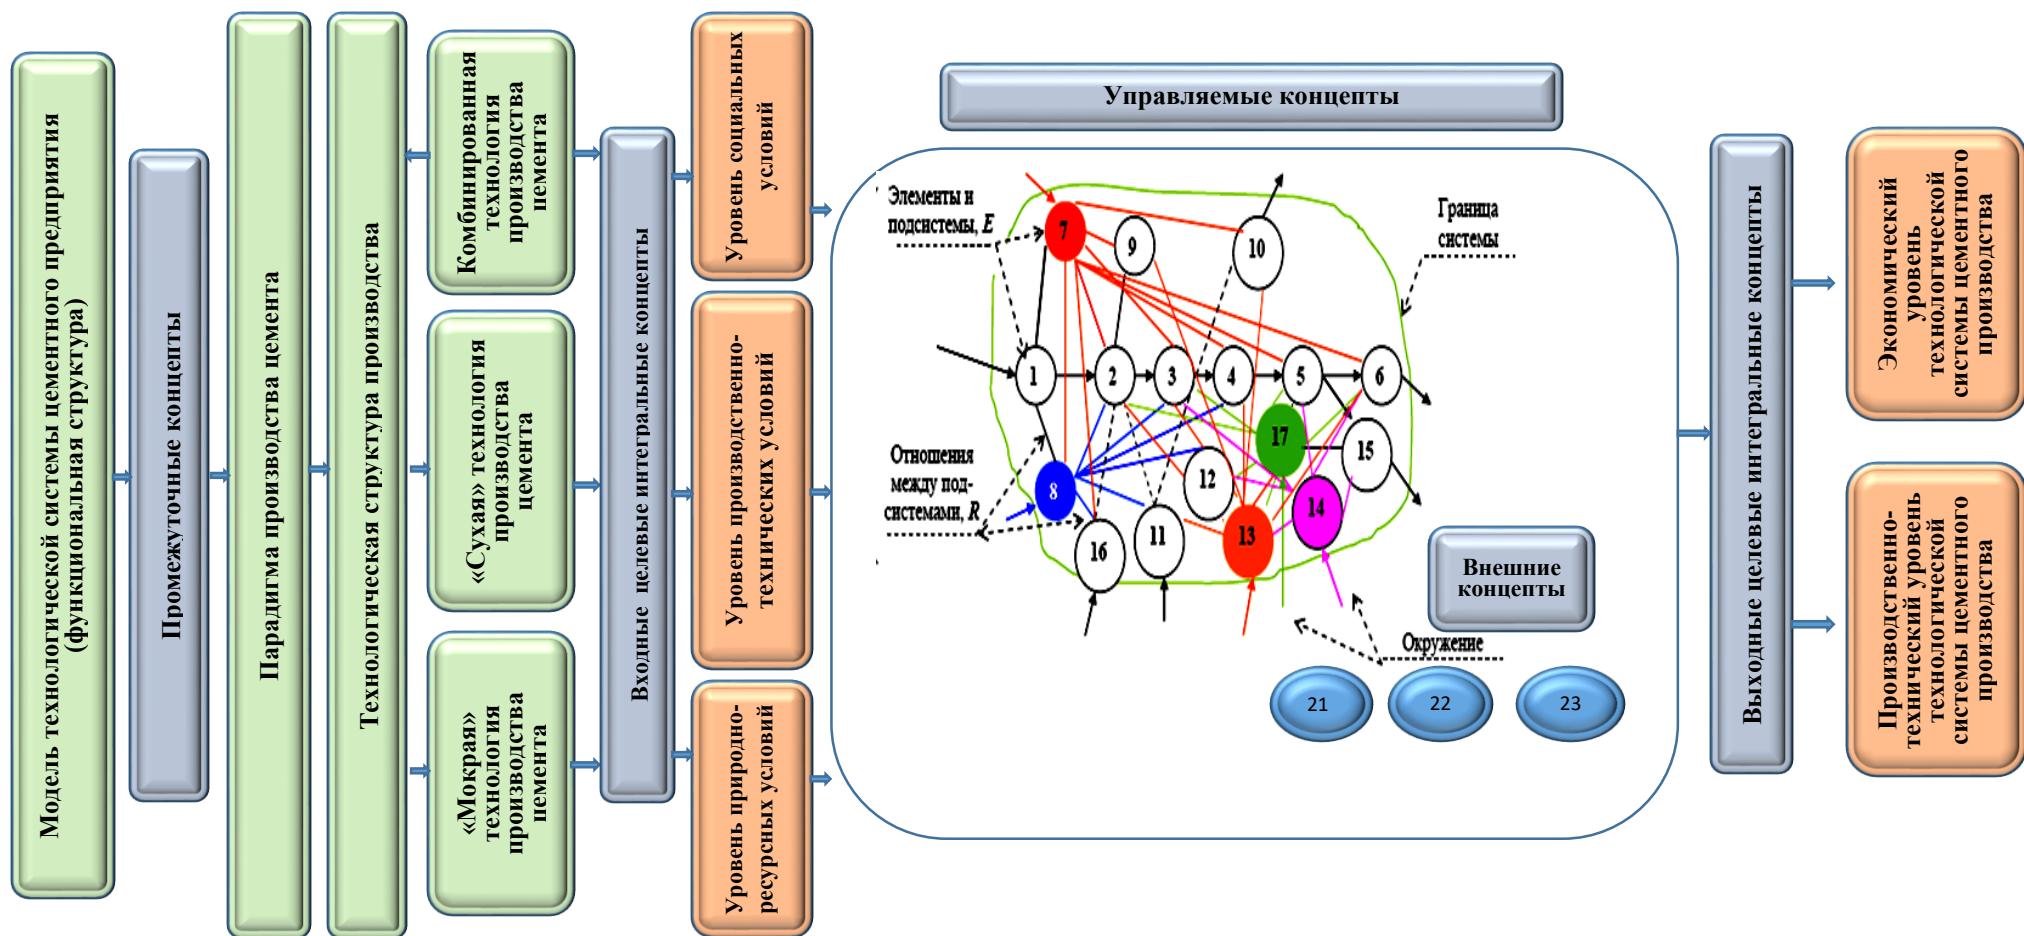 Модель технологической системы цементного предприятия
(функциональная структура)
Промежуточные концепты
Парадигма производства цемента
Технологическая структура производства
Комбинированная
технология
производства
цемента
«Сухая» технология
производства
цемента
«Мокрая»
технология
производства
цемента
Входные целевые интегральные концепты
Уровень социальных
условий
Уровень производственно-
технических условий
Уровень природно-
ресурсных условий
Управляемые концепты
Элементы и
подсистемы, E
Граница
системы
7
9
10
1
2
3
4
5
6
17
15
Отношения
между под-
системами, R
8
12
14
16
11
13
Внешние
концепты
Окружение
21
22
23
Выходные целевые интегральные концепты
Экономический
уровень
технологической
системы цементного
производства
Производственно-
технический уровень
технологической
системы цементного
производства